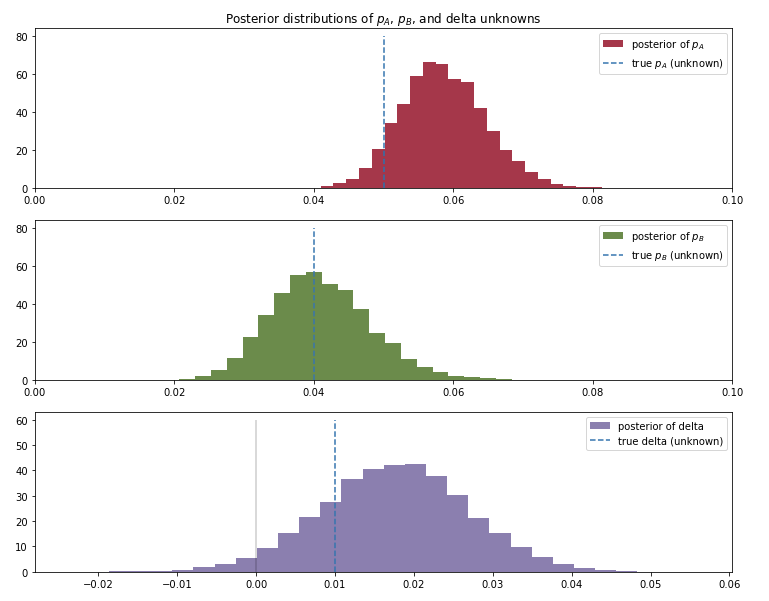 Posterior distributions of p_A, p_B, and delta unknowns
80
60
40
20
0
0.00 0.02 0.04 0.06 0.08 0.10
posterior of p_A
true p_A (unknown)
80
60
40
20
0
0.00 0.02 0.04 0.06 0.08 0.10
posterior of p_B
true p_B (unknown)
60
50
40
30
20
10
0
−0.02 −0.01 0.00 0.01 0.02 0.03 0.04 0.05 0.06
posterior of delta
true delta (unknown)